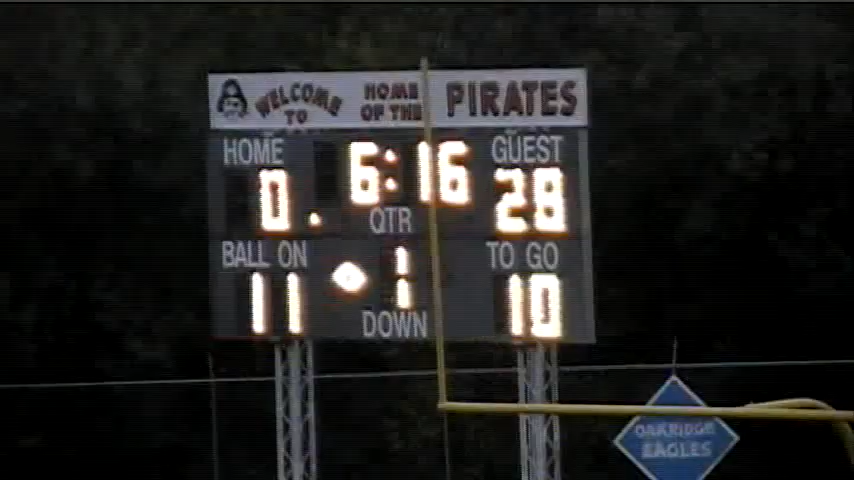 WELCOME TO
HOME OF THE
PIRATES
HOME 6:16 GUEST
0 QTR 28
BALL ON 1 TO GO
11 DOWN 10
OAKRIDGE
EAGLES